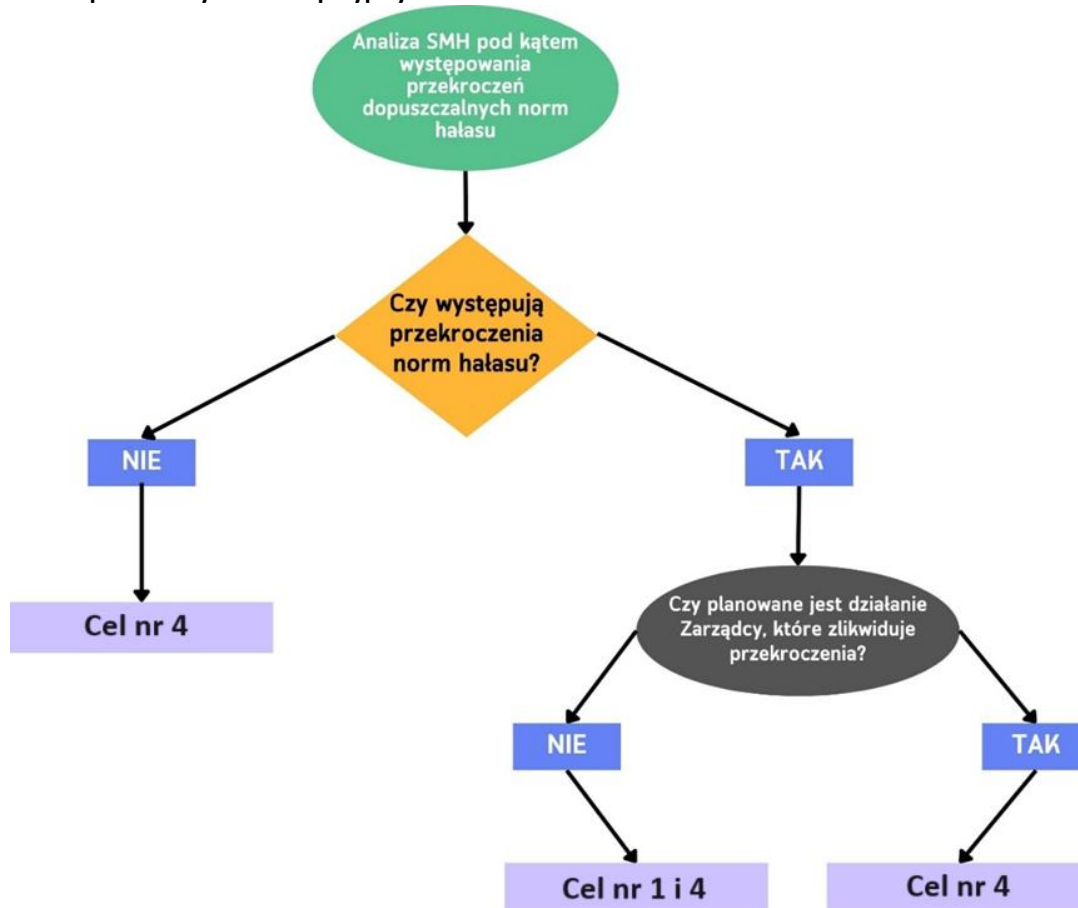 Analiza SMH pod kątem
występowania
przekroczeń
dopuszczalnych norm
hałasu
Czy występują
przekroczenia
norm hałasu?
NIE
TAK
Cel nr 4
Czy planowane jest działanie
Zarządcy, które zlikwiduje
przekroczenia?
NIE
TAK
Cel nr 1 i 4
Cel nr 4